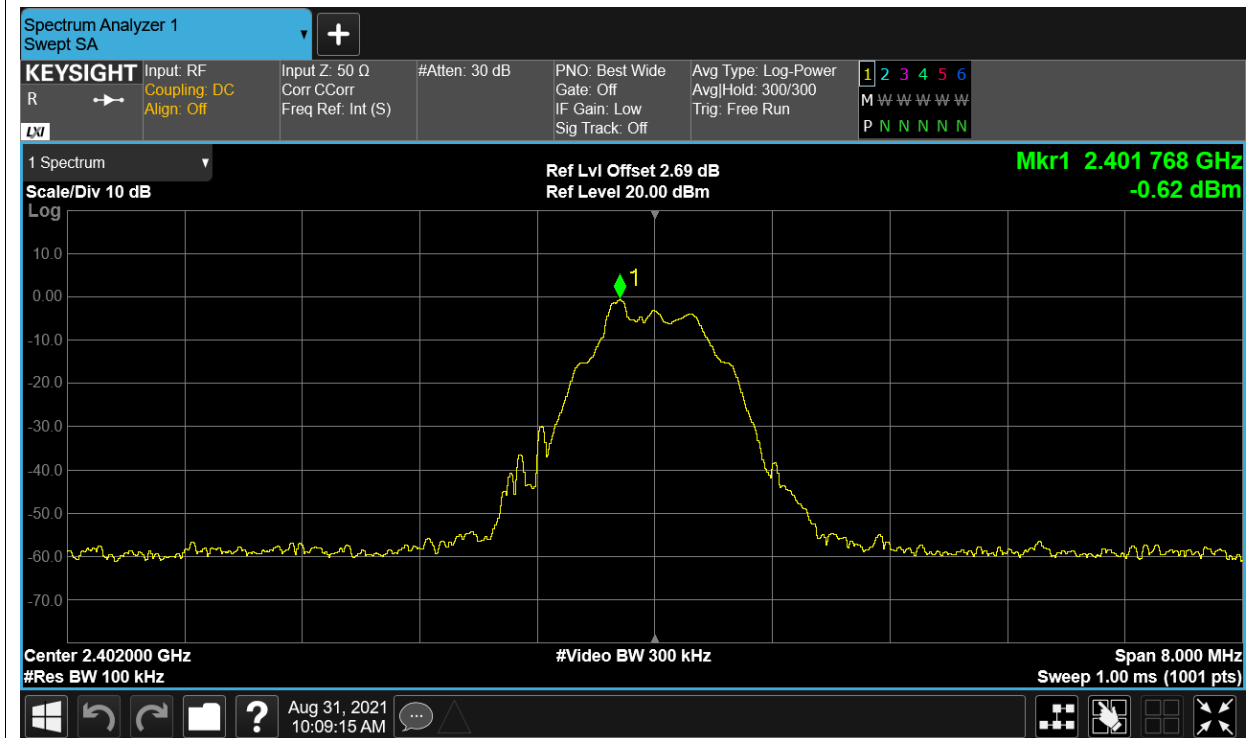 Spectrum Analyzer 1
Swept SA
KEYSIGHT
R
LXI
Input: RF
Coupling: DC
Align: Off
Input Z: 50 Ω
Corr CCorr
Freq Ref: Int (S)
#Atten: 30 dB
PNO: Best Wide
Gate: Off
IF Gain: Low
Sig Track: Off
Avg Type: Log-Power
Avg|Hold: 300/300
Trig: Free Run
1 2 3 4 5 6
M W W W W W
P N N N N N
1 Spectrum
Scale/Div 10 dB
Ref Lvl Offset 2.69 dB
Ref Level 20.00 dBm
Mkr1 2.401 768 GHz
-0.62 dBm
Log
10.0
0.00
-10.0
-20.0
-30.0
-40.0
-50.0
-60.0
-70.0
1
Center 2.402000 GHz
#Res BW 100 kHz
#Video BW 300 kHz
Span 8.000 MHz
Sweep 1.00 ms (1001 pts)
?
Aug 31, 2021
10:09:15 AM